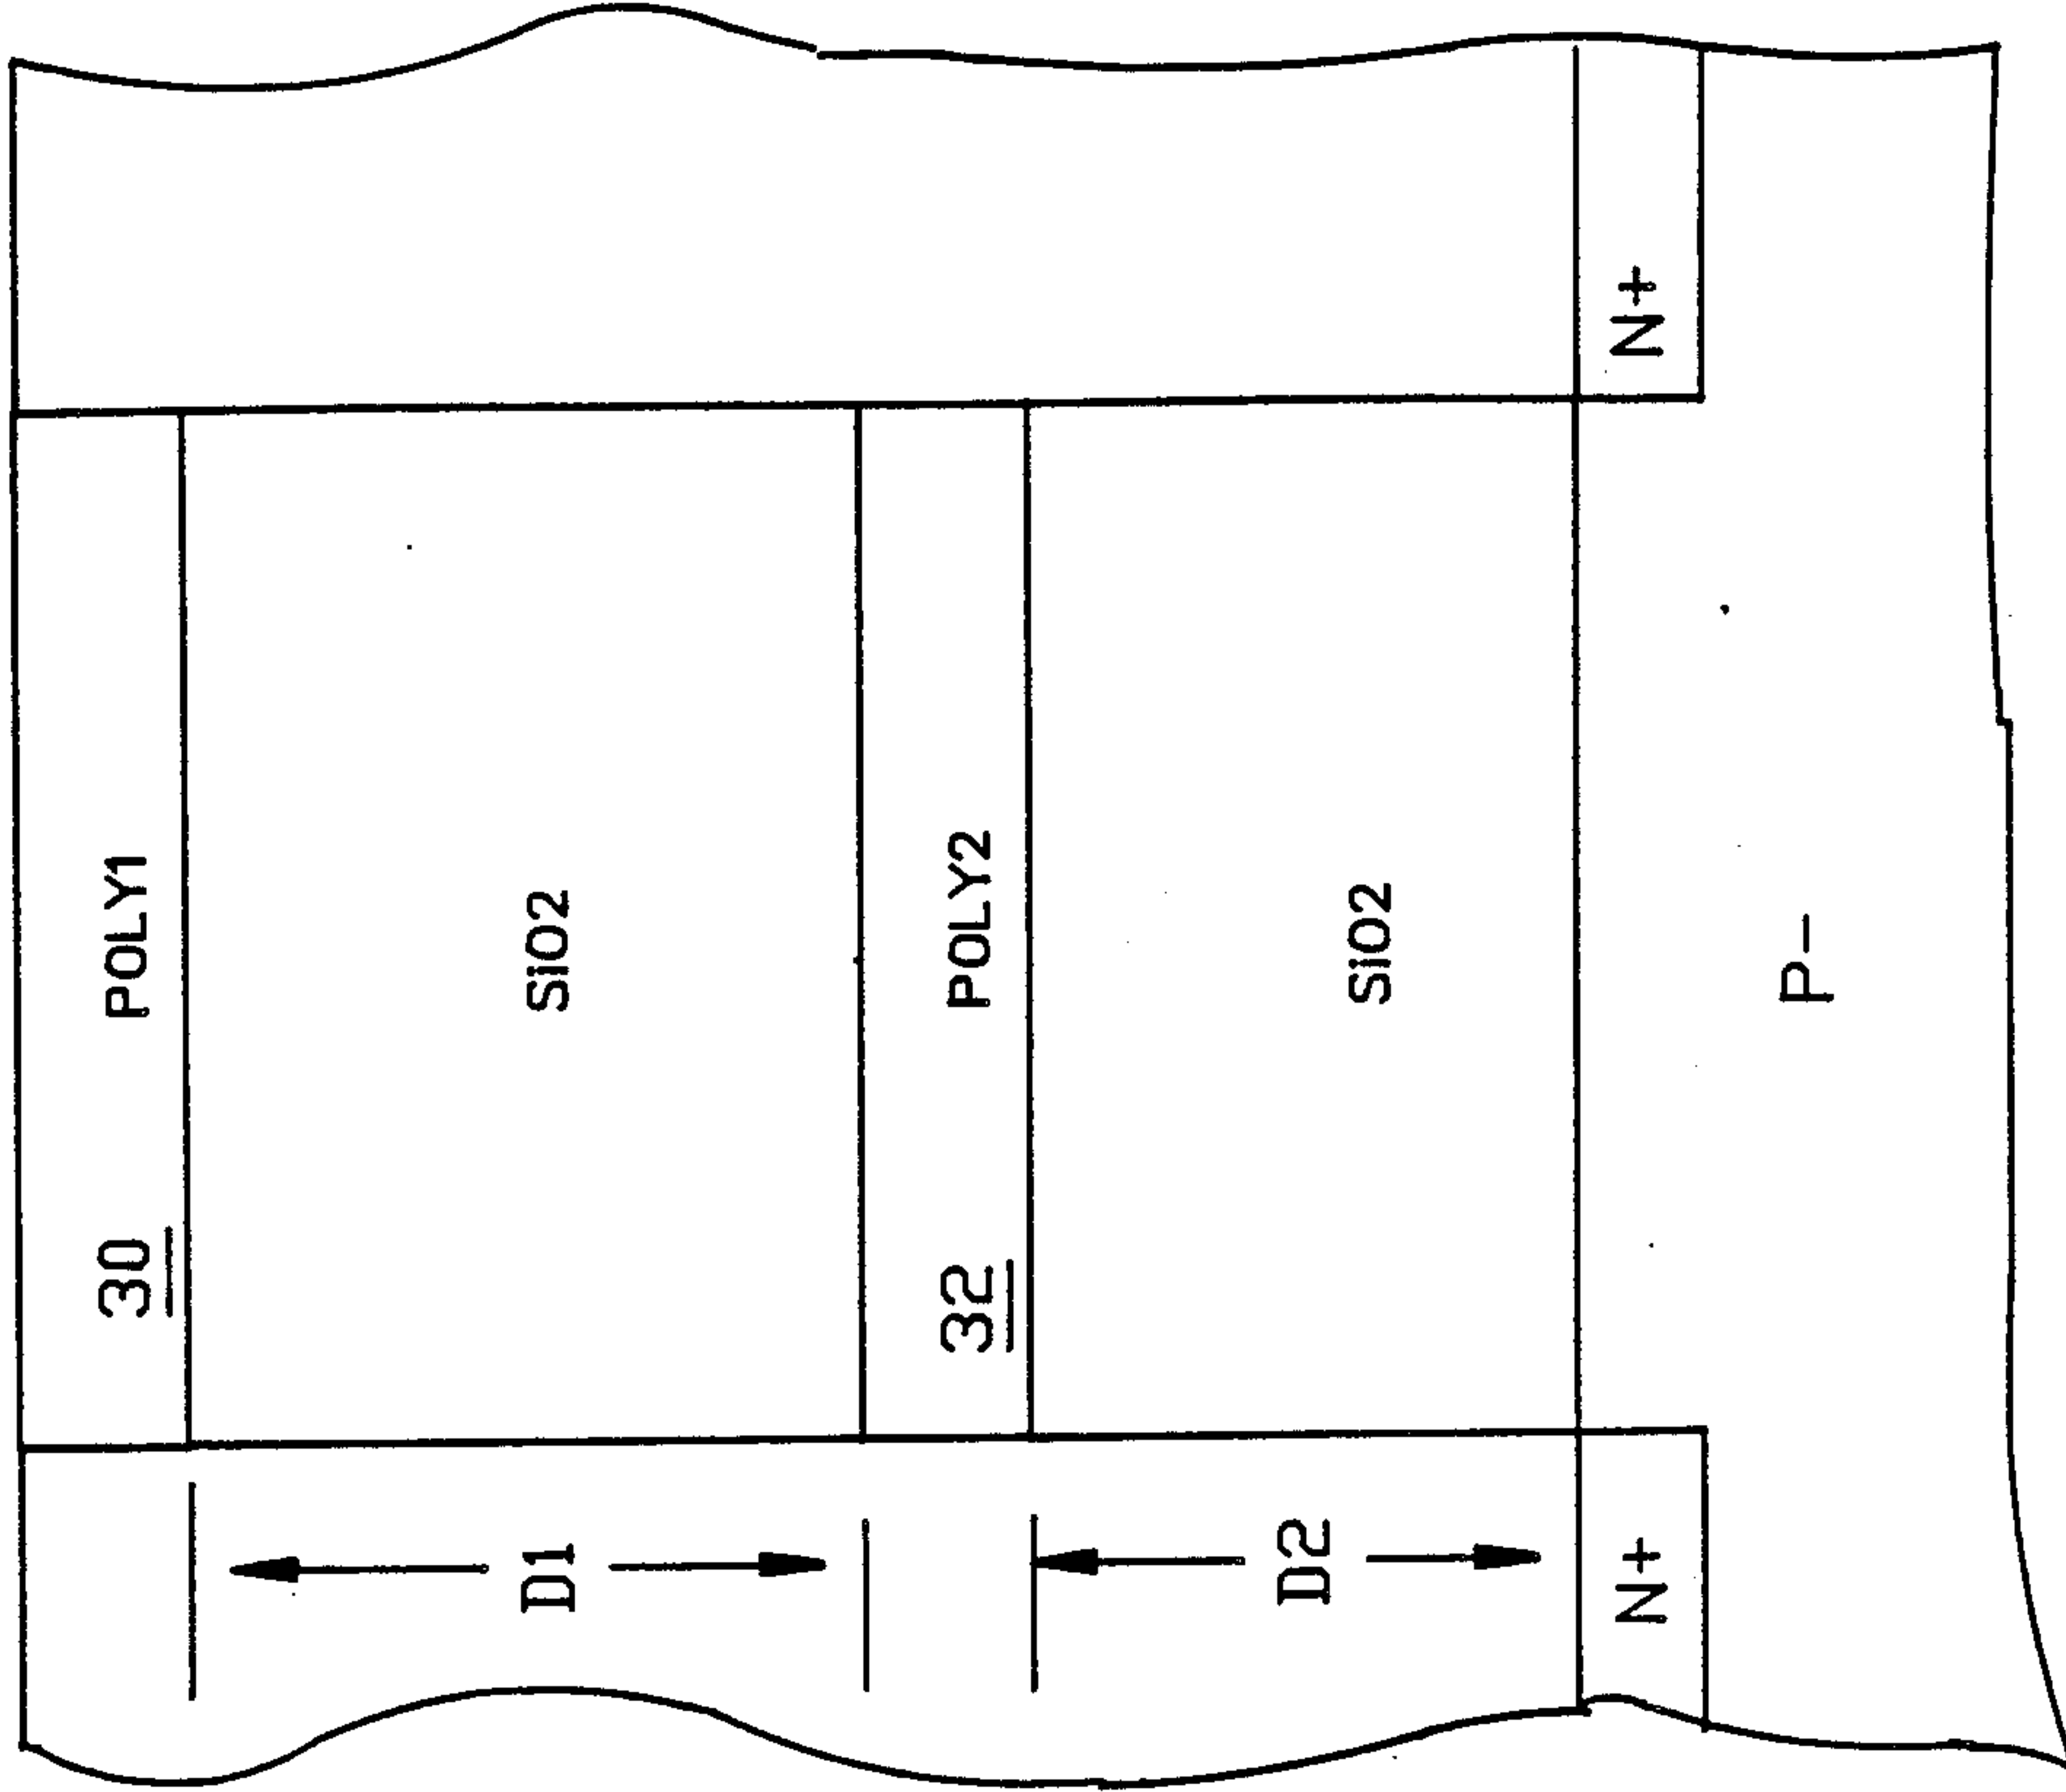 30 POLY1
D1 SiO2
32 POLY2
D2 SiO2
N+ N+
P-